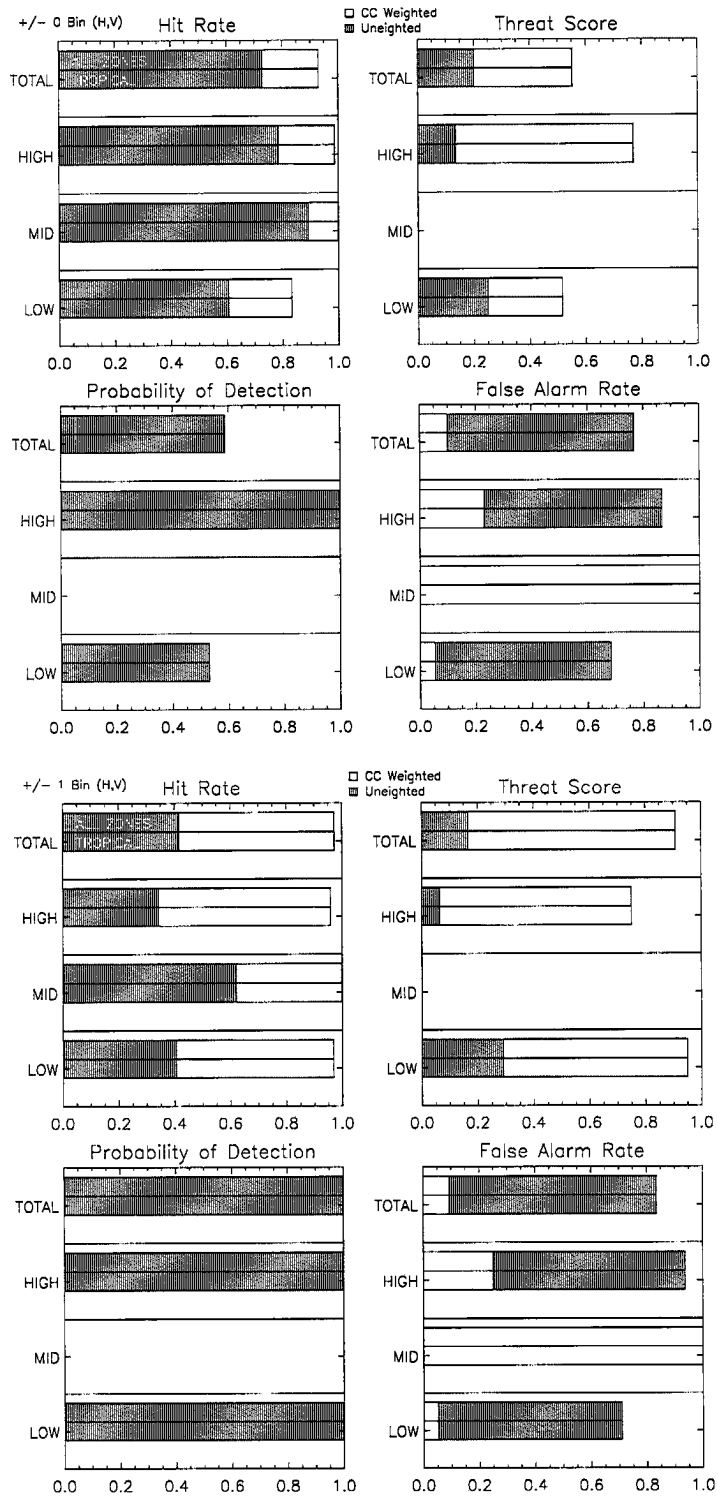 +/- 0 Bin (H,V)
Hit Rate
CC Weighted
Uneighted
Threat Score
TOTAL
ZONES
HIGH
MID
LOW
0.0 0.2 0.4 0.6 0.8 1.0
TOTAL
HIGH
MID
LOW
0.0 0.2 0.4 0.6 0.8 1.0
Probability of Detection
False Alarm Rate
TOTAL
HIGH
MID
LOW
0.0 0.2 0.4 0.6 0.8 1.0
TOTAL
HIGH
MID
LOW
0.0 0.2 0.4 0.6 0.8 1.0
+/- 1 Bin (H,V)
Hit Rate
CC Weighted
Uneighted
Threat Score
TOTAL
ZONES
HIGH
MID
LOW
0.0 0.2 0.4 0.6 0.8 1.0
TOTAL
HIGH
MID
LOW
0.0 0.2 0.4 0.6 0.8 1.0
Probability of Detection
False Alarm Rate
TOTAL
HIGH
MID
LOW
0.0 0.2 0.4 0.6 0.8 1.0
TOTAL
HIGH
MID
LOW
0.0 0.2 0.4 0.6 0.8 1.0